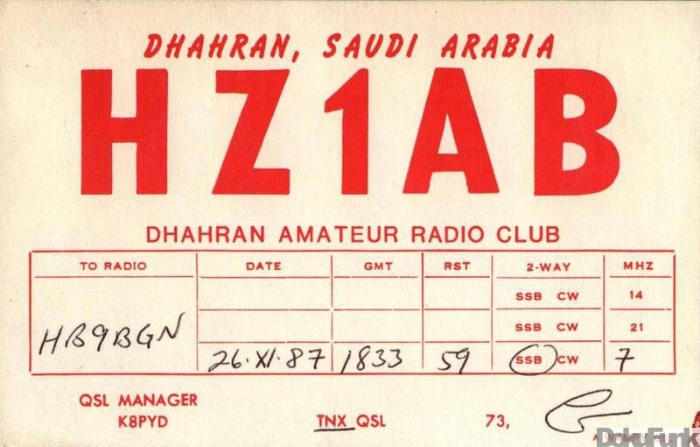 DHAHRAN, SAUDI ARABIA
HZ1AB
DHAHRAN AMATEUR RADIO CLUB
TO RADIO DATE GMT RST 2-WAY MHZ
SSB CW 14
SSB CW 21
HB9BGN 26·XI·87 1833 59 SSB CW 7
QSL MANAGER
K8PYD TNX QSL 73,
DokuFunk